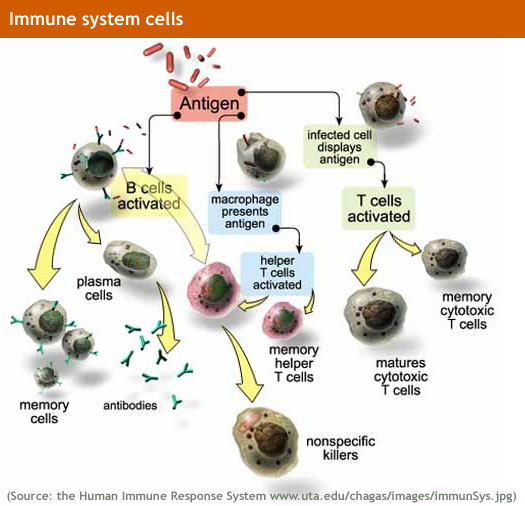 Immune system cells
Antigen
infected cell
displays
antigen
B cells
activated
macrophage
presents
antigen
T cells
activated
helper
T cells
activated
plasma
cells
memory
cytotoxic
T cells
memory
helper
T cells
matures
cytotoxic
T cells
memory
cells
antibodies
nonspecific
killers
(Source: the Human Immune Response System www.uta.edu/chagas/images/immunSys.jpg)